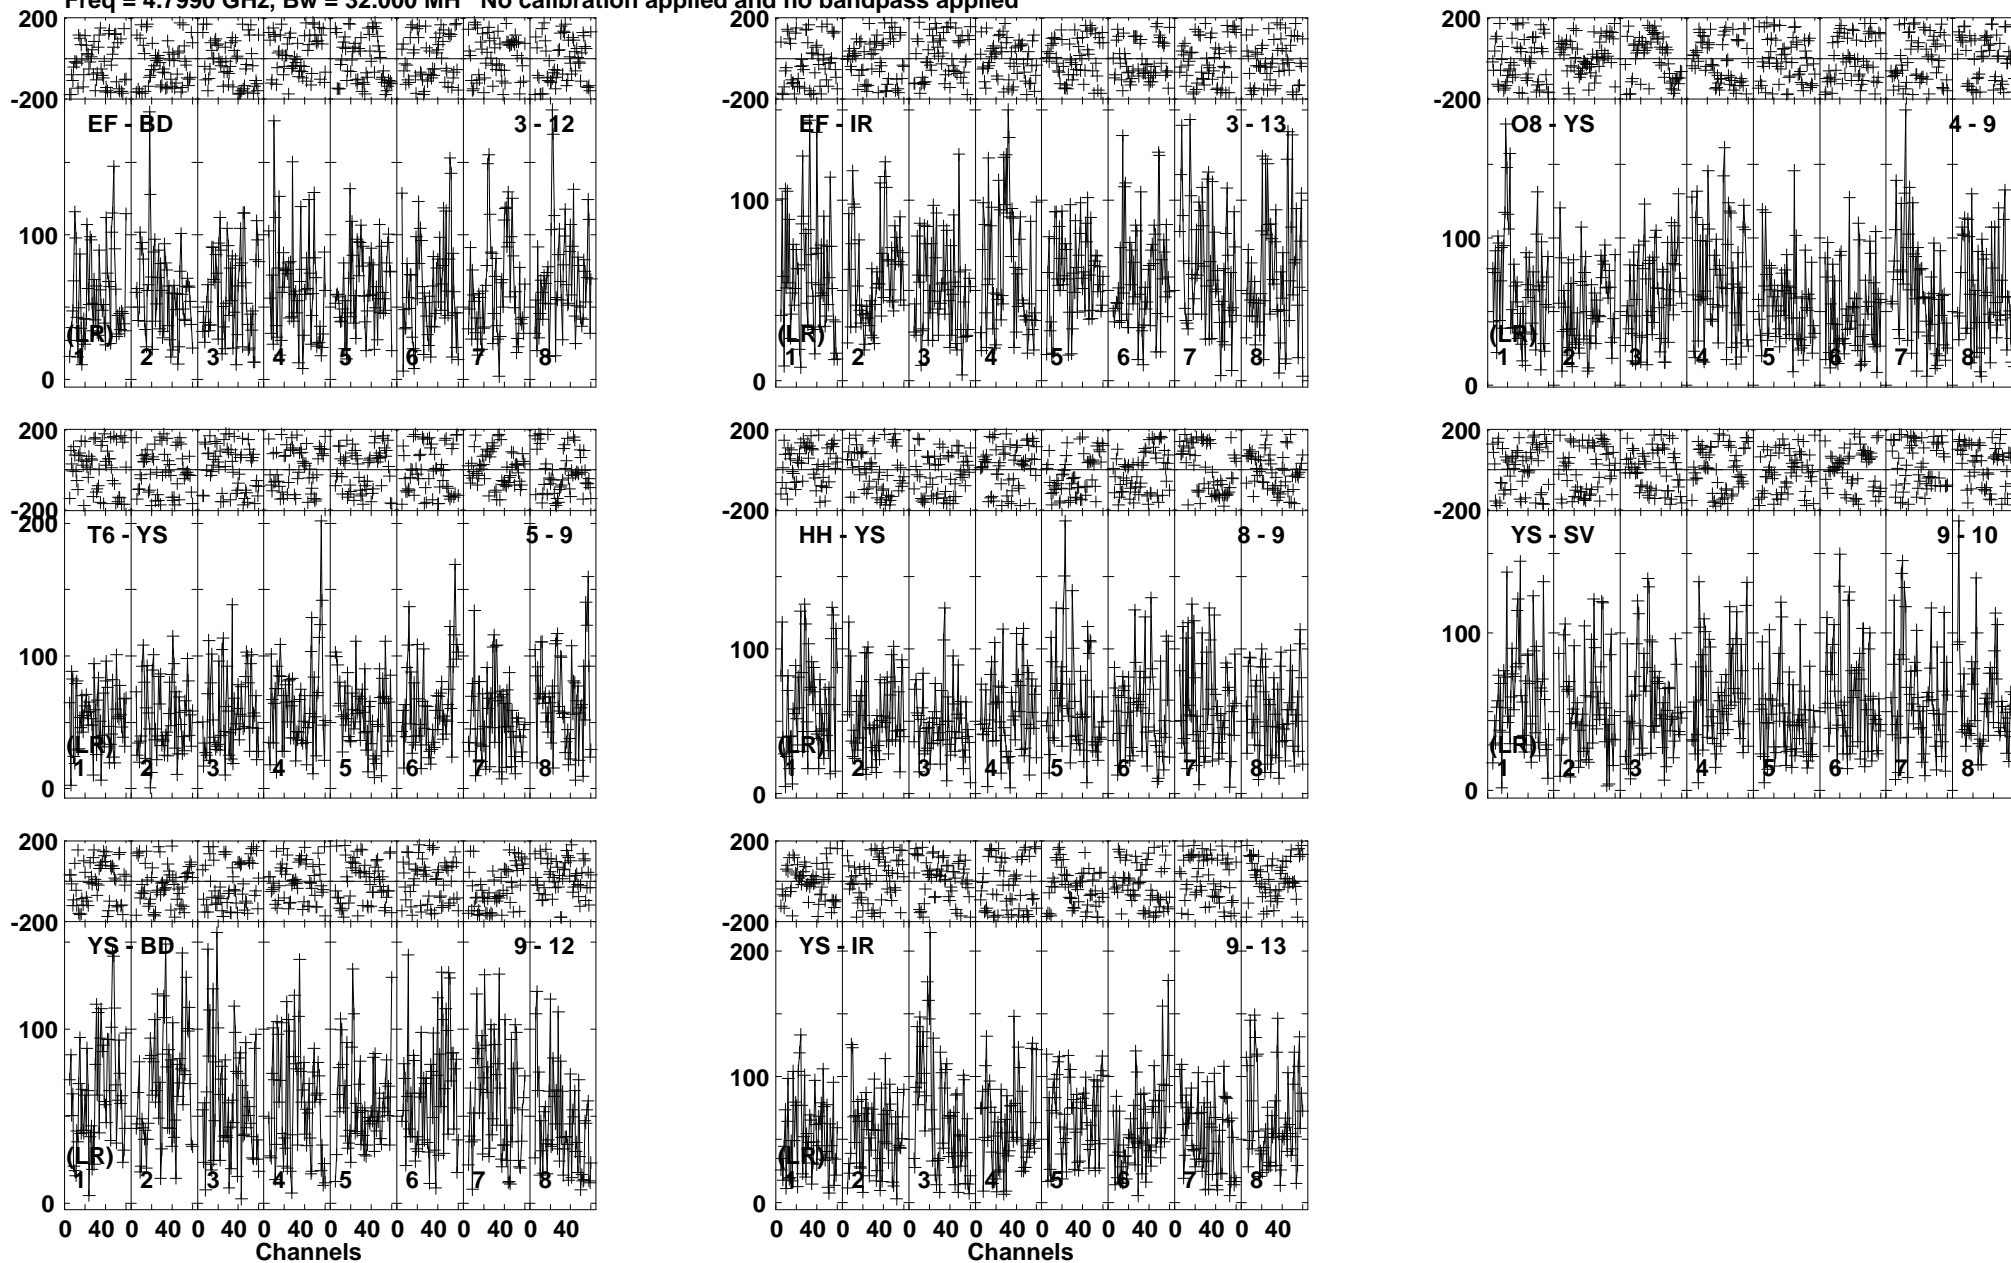 Freq = 4.7990 GHz, Bw = 32.000 MH No calibration applied and no bandpass applied
200 200 200
-200 -200 -200
EF - BD 3 - 12 EF - IR 3 - 13 O8 - YS 4 - 9
100 100 100
(LR) (LR) (LR)
1 2 3 4 5 6 7 8 1 2 3 4 5 6 7 8 1 2 3 4 5 6 7 8
0 0 0
200 200 200
-200 -200 -200
200
T6 - YS 5 - 9 HH - YS 8 - 9 YS - SV 9 - 10
100 100 100
(LR) (LR) (LR)
1 2 3 4 5 6 7 8 1 2 3 4 5 6 7 8 1 2 3 4 5 6 7 8
0 0 0
200 200
-200 -200
YS - BD 9 - 12 YS - IR 9 - 13
200
100 100
(LR) (LR)
1 2 3 4 5 6 7 8 1 2 3 4 5 6 7 8
0 0
0 40 0 40 0 40 0 40 0 40 0 40 0 40 0 40 0 40 0 40 0 40 0 40 0 40 0 40 0 40 0 40
Channels Channels